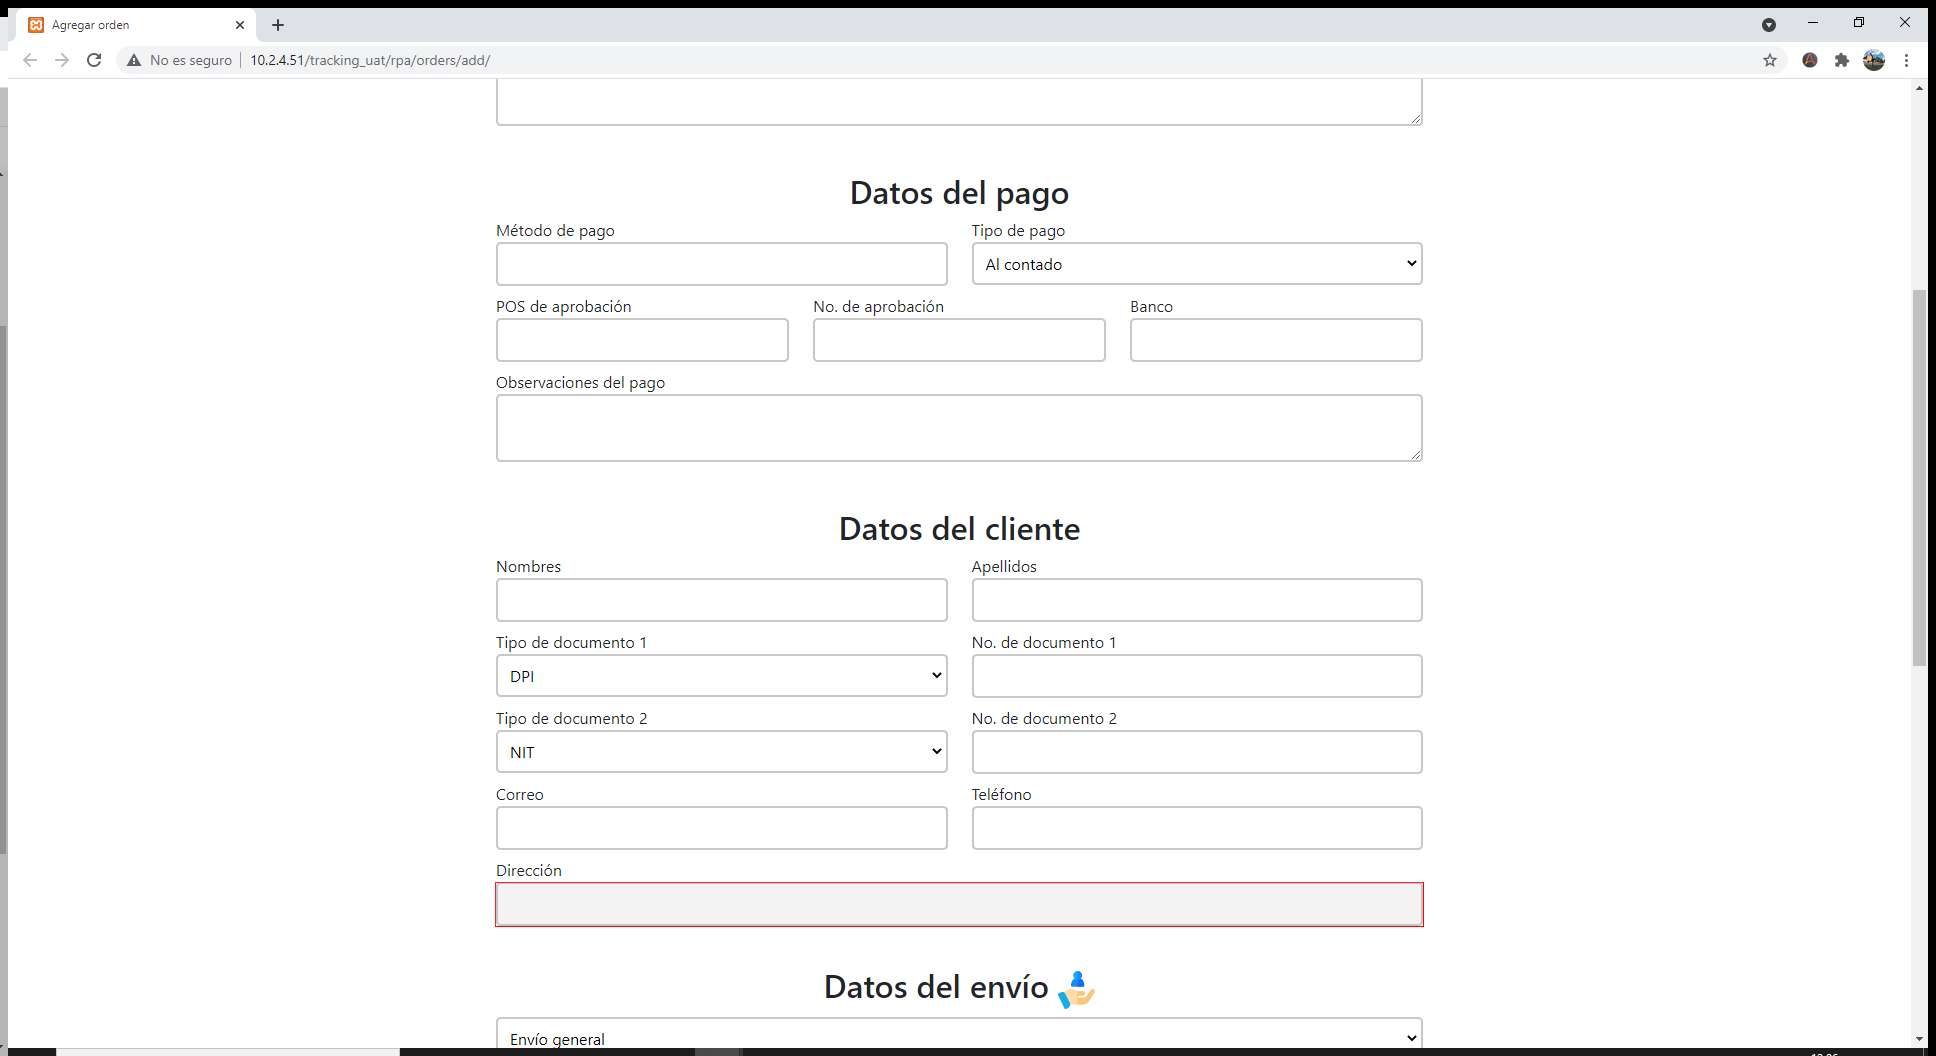 Agregar orden
No es seguro 10.2.4.51/tracking_uat/rpa/orders/add/
Datos del pago
Método de pago Tipo de pago
Al contado
POS de aprobación No. de aprobación Banco
Observaciones del pago
Datos del cliente
Nombres Apellidos
Tipo de documento 1 No. de documento 1
DPI
Tipo de documento 2 No. de documento 2
NIT
Correo Teléfono
Dirección
Datos del envío
Envío general